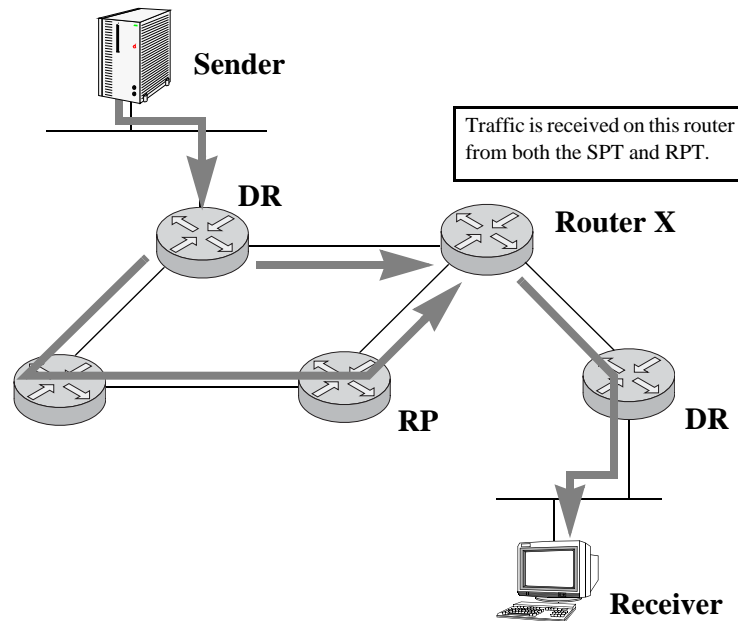 Sender
Traffic is received on this router
from both the SPT and RPT.
DR
Router X
RP
DR
Receiver